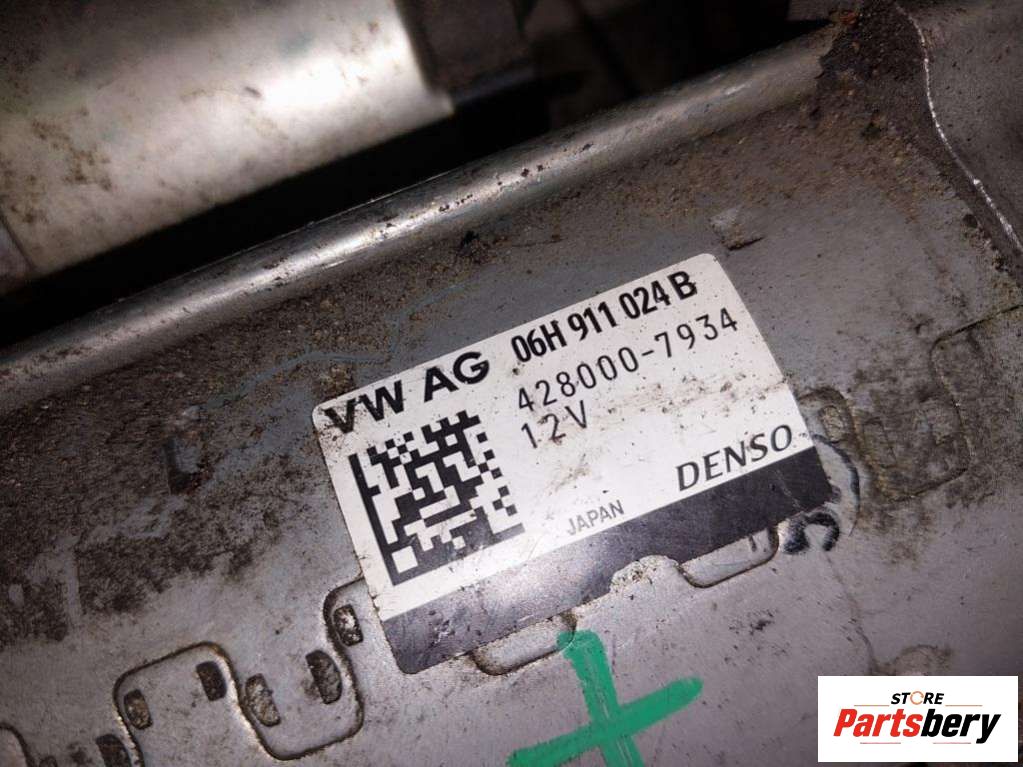 VW AG 06H 911 024 B
428000-7934
12V
DENSO
JAPAN
STORE
Partsbery